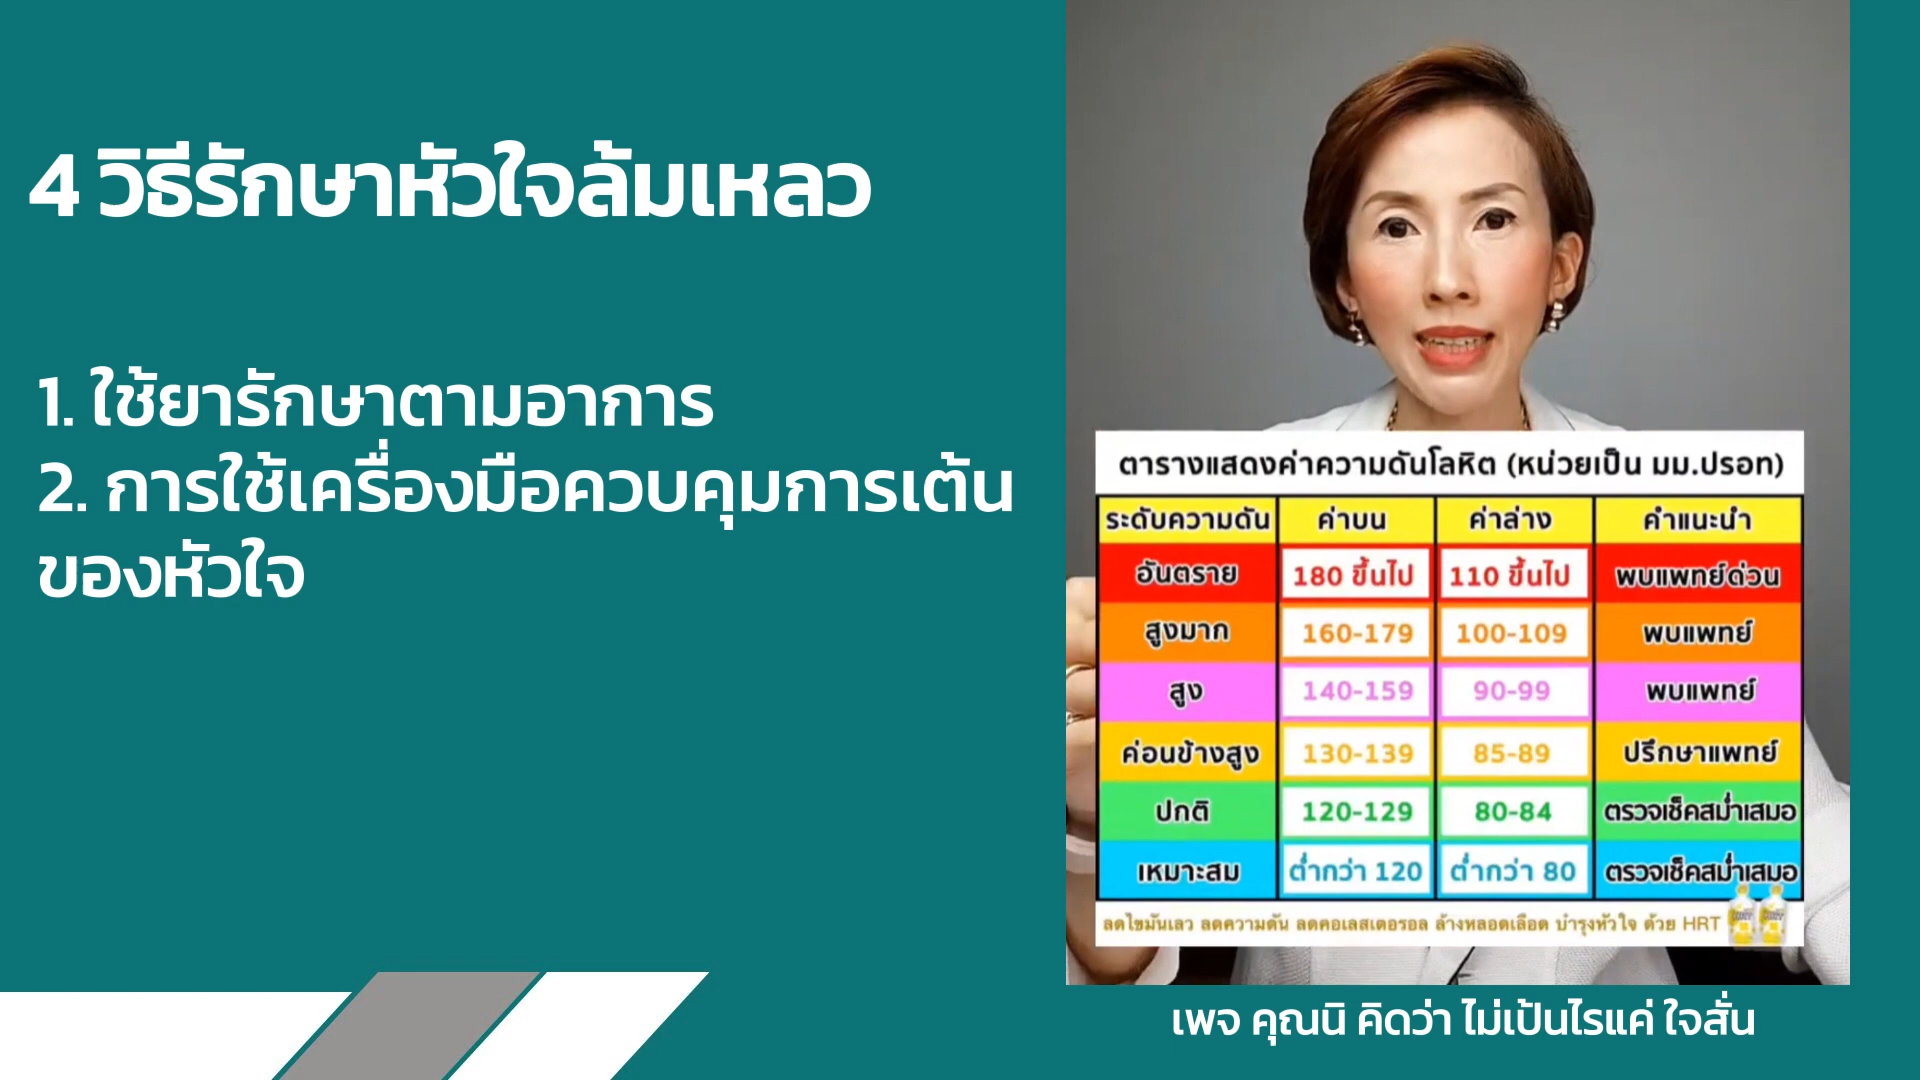 4 วิธีรักษาหัวใจล้มเหลว
1. ใช้ยารักษาตามอาการ
2. การใช้เครื่องมือควบคุมการเต้น
ของหัวใจ
ตารางแสดงค่าความดันโลหิต (หน่วยเป็น มม.ปรอท)
ระดับความดัน ค่าบน ค่าล่าง คำแนะนำ
อันตราย 180 ขึ้นไป 110 ขึ้นไป พบแพทย์ด่วน
สูงมาก 160-179 100-109 พบแพทย์
สูง 140-159 90-99 พบแพทย์
ค่อนข้างสูง 130-139 85-89 ปรึกษาแพทย์
ปกติ 120-129 80-84 ตรวจเช็คสม่ำเสมอ
เหมาะสม ต่ำกว่า 120 ต่ำกว่า 80 ตรวจเช็คสม่ำเสมอ
ลดไขมันเลว ลดความดัน ลดคอเลสเตอรอล ล้างหลอดเลือด บำรุงหัวใจ ด้วย HRT
เพจ คุณนิ คิดว่า ไม่เป้นไรแค่ ใจสั่น